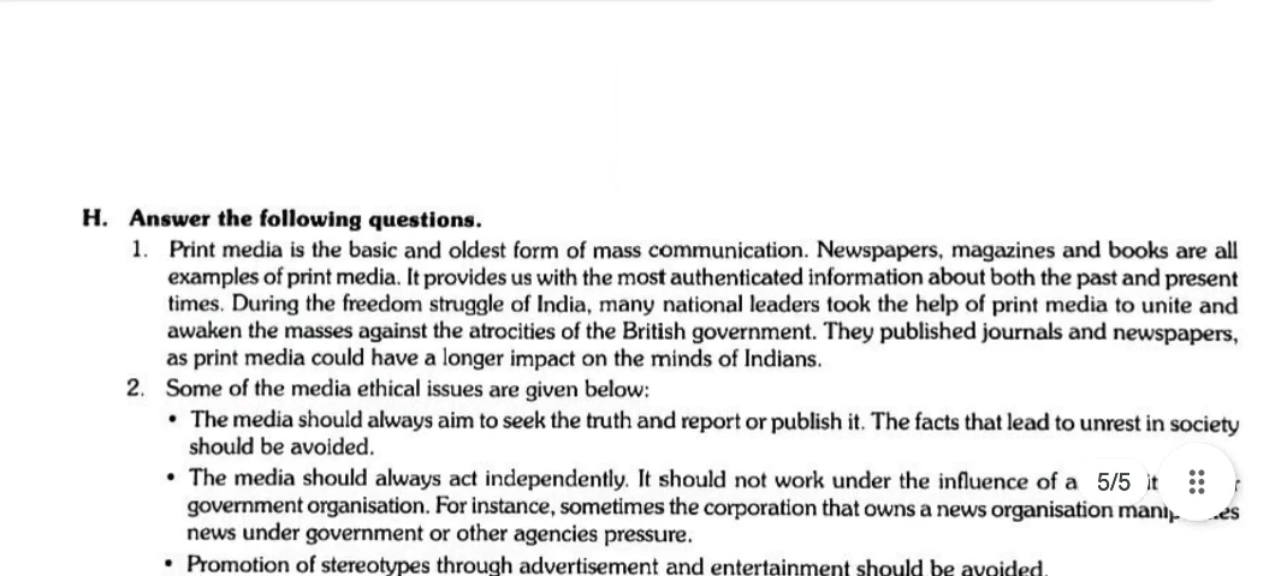 H. Answer the following questions.
1. Print media is the basic and oldest form of mass communication. Newspapers, magazines and books are all
examples of print media. It provides us with the most authenticated information about both the past and present
times. During the freedom struggle of India, many national leaders took the help of print media to unite and
awaken the masses against the atrocities of the British government. They published journals and newspapers,
as print media could have a longer impact on the minds of Indians.
2. Some of the media ethical issues are given below:
• The media should always aim to seek the truth and report or publish it. The facts that lead to unrest in society
should be avoided.
• The media should always act independently. It should not work under the influence of a
5/5
government organisation. For instance, sometimes the corporation that owns a news organisation
news under government or other agencies pressure.
• Promotion of stereotypes through advertisement and entertainment should be avoided.